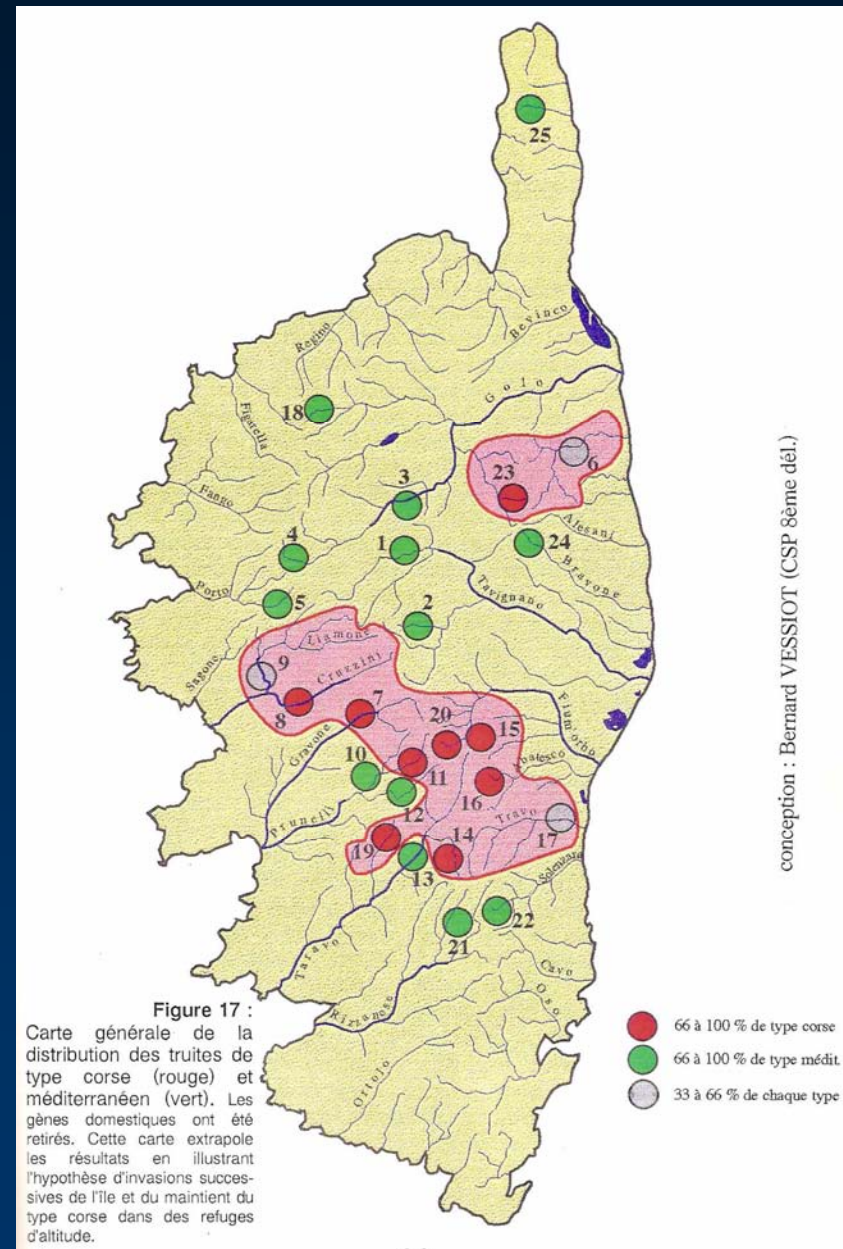 25
Bevinco
Regino
Golo
18
Figarella
6
23
3
Fango
Alesani
4
1
24
Bravone
Porto
5
2
Tavignano
Liamone
Sagone
9
Cruzzini
7
8
20
15
Fium'orbo
Gravone
10
11
Abatesco
16
12
Prunelli
Travo
17
19
14
13
Solenzara
22
21
Taravo
Cavo
Rizzanese
Oso
Ortolo
conception : Bernard VESSIOT (CSP 8ème dél.)
66 à 100 % de type corse
66 à 100 % de type médit.
33 à 66 % de chaque type
Figure 17 :
Carte générale de la
distribution des truites de
type corse (rouge) et
méditerranéen (vert). Les
gènes domestiques ont été
retirés. Cette carte extrapole
les résultats en illustrant
l'hypothèse d'invasions succes-
sives de l'île et du maintient du
type corse dans des refuges
d'altitude.